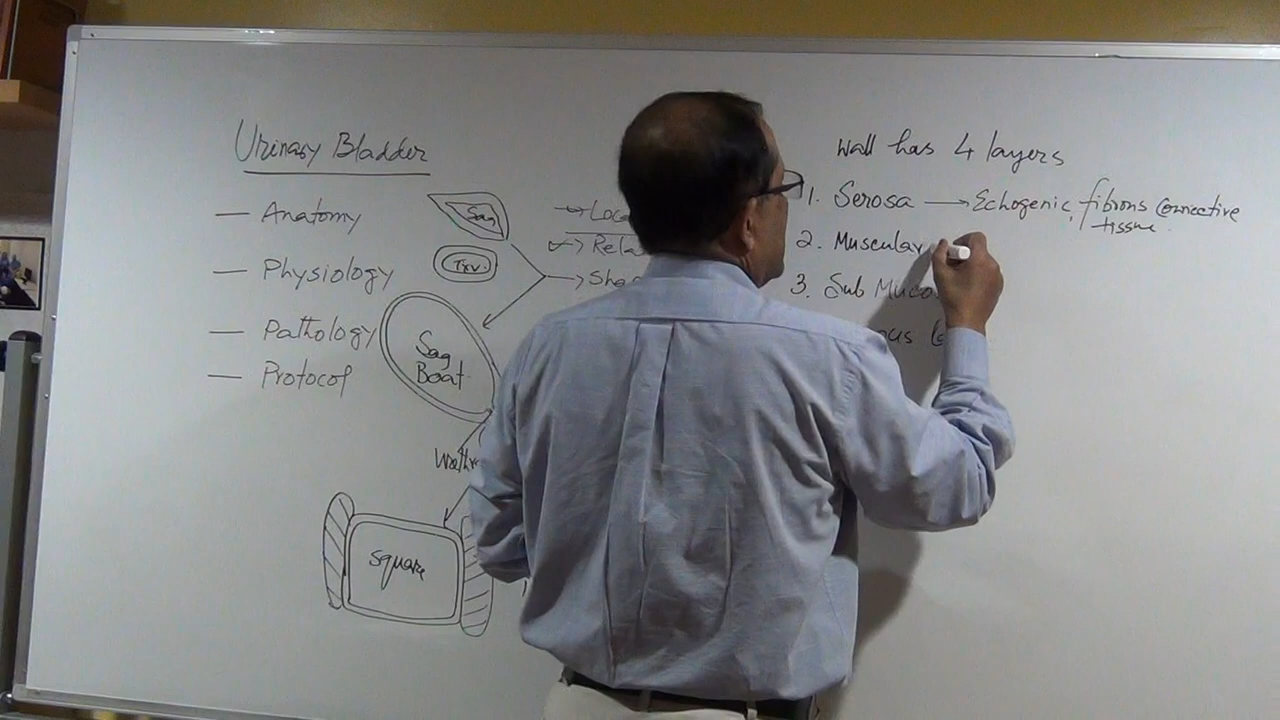 Urinary Bladder
— Anatomy
— Physiology
— Pathology
— Protocol
Sag
Trv.
Sag
Boat
square
Wall has 4 layers
1. Serosa → Echogenic, fibrous Connective
tissue.
2. Muscular
3. Sub Muco